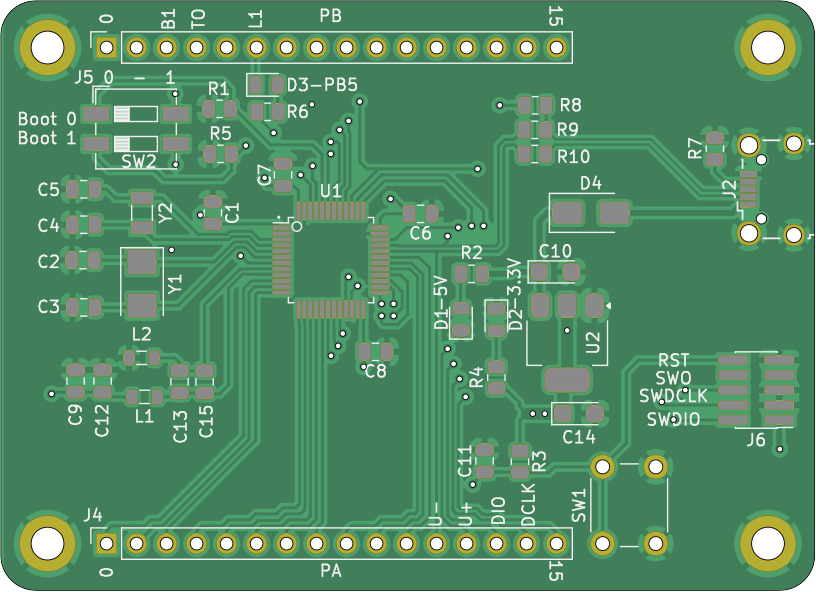 0 B1 TO L1 PB 15
J5 0 - 1
D3-PB5
R1
R6
R8
Boot 0
R9
Boot 1
R5
R7
R10
SW2
C7
C5
U1
D4
J2
Y2
C1
C4
C6
R2
C10
C2
Y1
D1-5V
D2-3.3V
C3
L2
U2
C8
R4
RST
SWO
SWDCLK
SWDIO
C9
C12
L1
C13
C15
C14
J6
C11
R3
SW1
J4
U-
U+
DIO
DCLK
0
PA
15